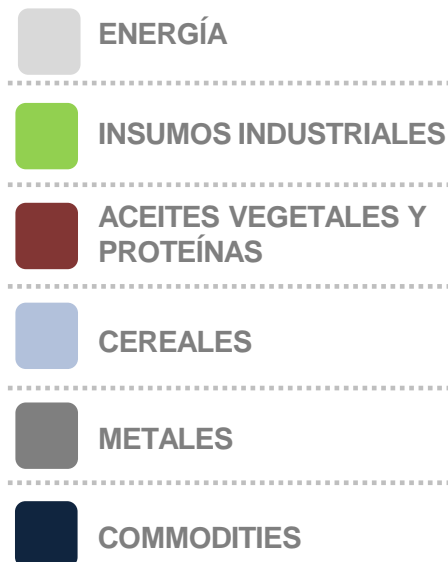 ENERGÍA
INSUMOS INDUSTRIALES
ACEITES VEGETALES Y
PROTEÍNAS
CEREALES
METALES
COMMODITIES